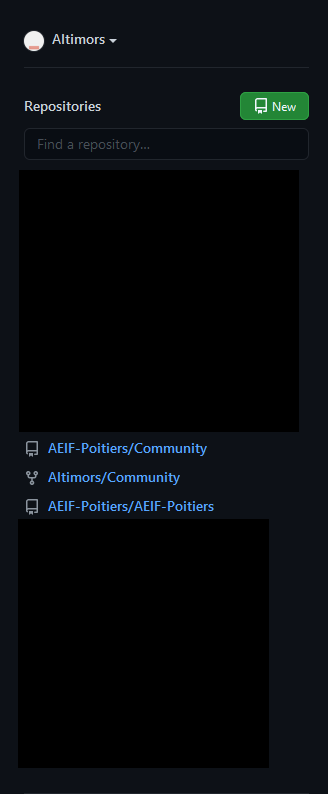 Altimors
Repositories
New
Find a repository...
AEIF-Poitiers/Community
Altimors/Community
AEIF-Poitiers/AEIF-Poitiers